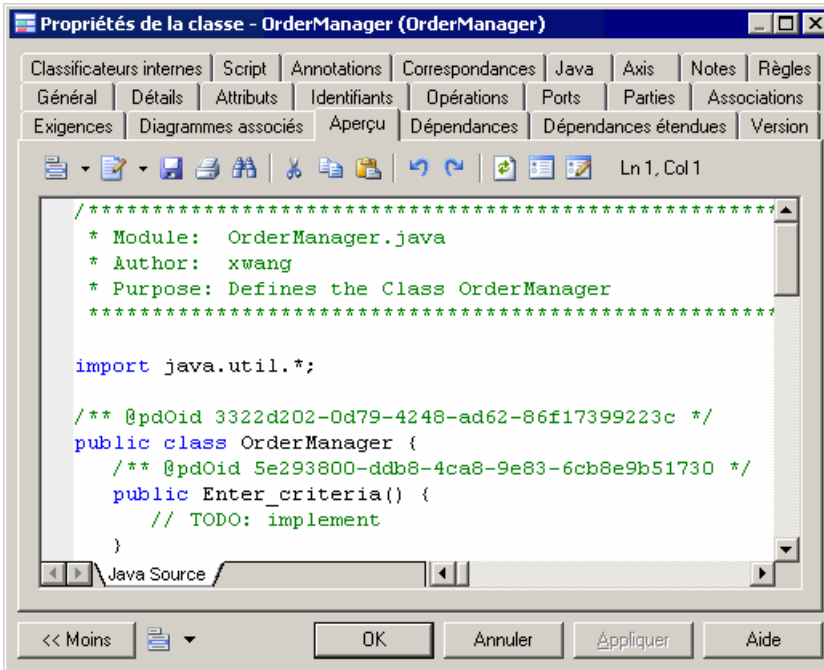 Propriétés de la classe - OrderManager (OrderManager)
Classificateurs internes Script Annotations Correspondances Java Axis Notes Règles
Général Détails Attributs Identifiants Opérations Ports Parties Associations
Exigences Diagrammes associés Aperçu Dépendances Dépendances étendues Version
Ln 1, Col 1
/******************************************************
 * Module:  OrderManager.java
 * Author:  xwang
 * Purpose: Defines the Class OrderManager
 ******************************************************
import java.util.*;
/** @pdOid 3322d202-0d79-4248-ad62-86f17399223c */
public class OrderManager {
   /** @pdOid 5e293800-ddb8-4ca8-9e83-6cb8e9b51730 */
   public Enter_criteria() {
      // TODO: implement
   }
Java Source
<< Moins OK Annuler Appliquer Aide